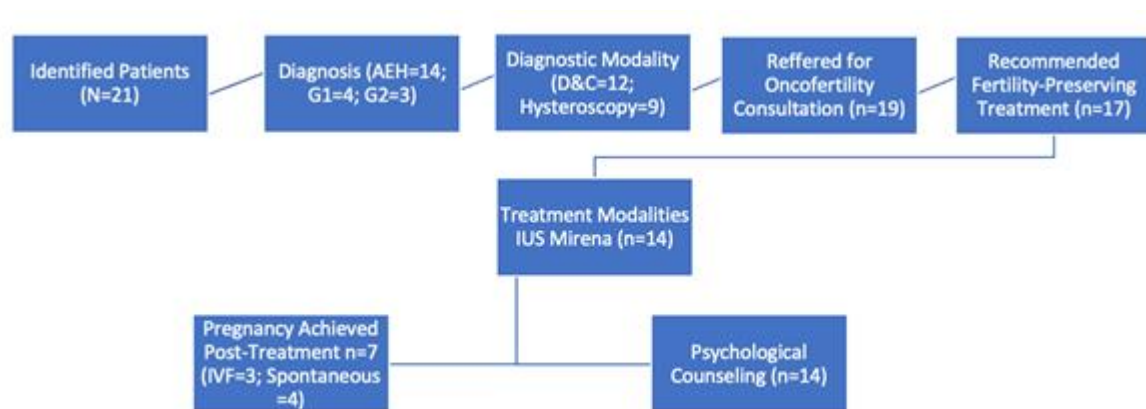 Identified Patients
(N=21)
Diagnosis (AEH=14;
G1=4; G2=3)
Diagnostic Modality
(D&C=12;
Hysteroscopy=9)
Reffered for
Oncofertility
Consultation (n=19)
Recommended
Fertility-Preserving
Treatment (n=17)
Treatment Modalities
IUS Mirena (n=14)
Pregnancy Achieved
Post-Treatment n=7
(IVF=3; Spontaneous
=4)
Psychological
Counseling (n=14)